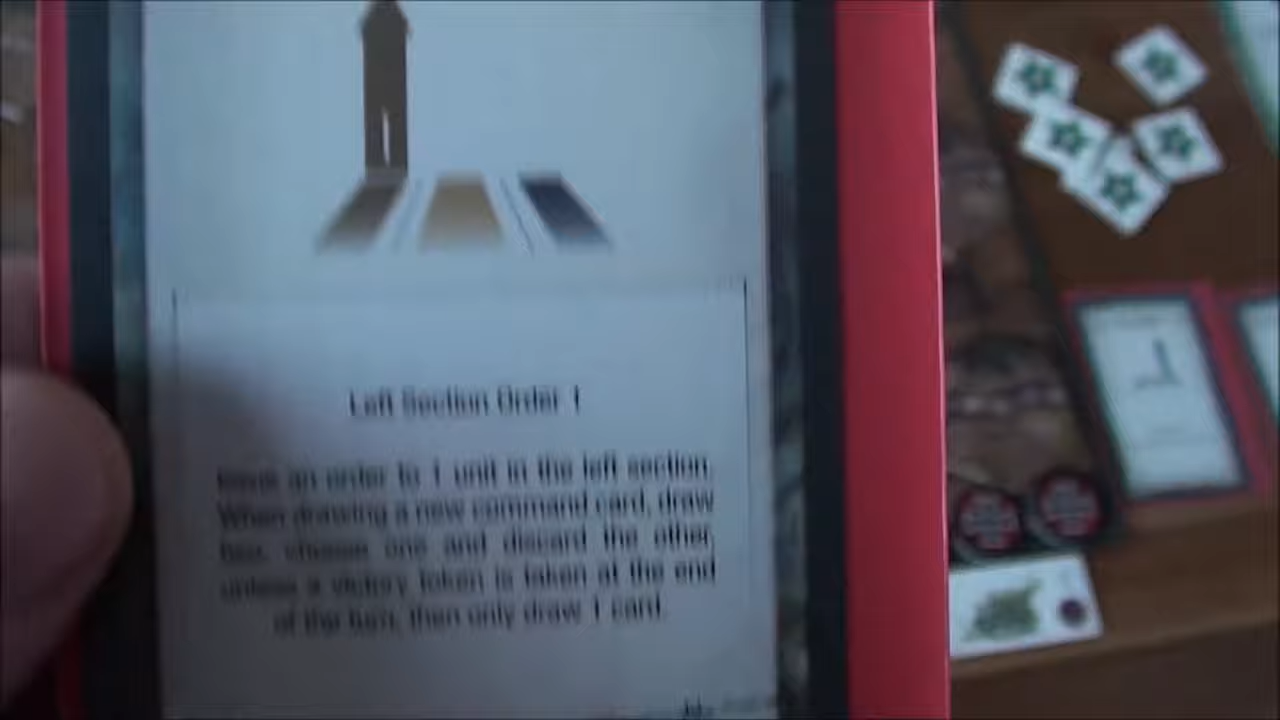 Left Section Order 1
Issue an order to 1 unit in the left section.
When drawing a new command card, draw
two, choose one and discard the other,
unless a victory token is taken at the end
of the turn, then only draw 1 card.